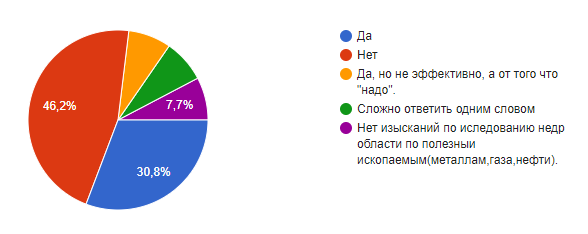 46,2%
7,7%
30,8%
Да
Нет
Да, но не эффективно, а от того что
"надо".
Сложно ответить одним словом
Нет изысканий по иследованию недр
области по полезныи
ископаемым(металлам,газа,нефти).